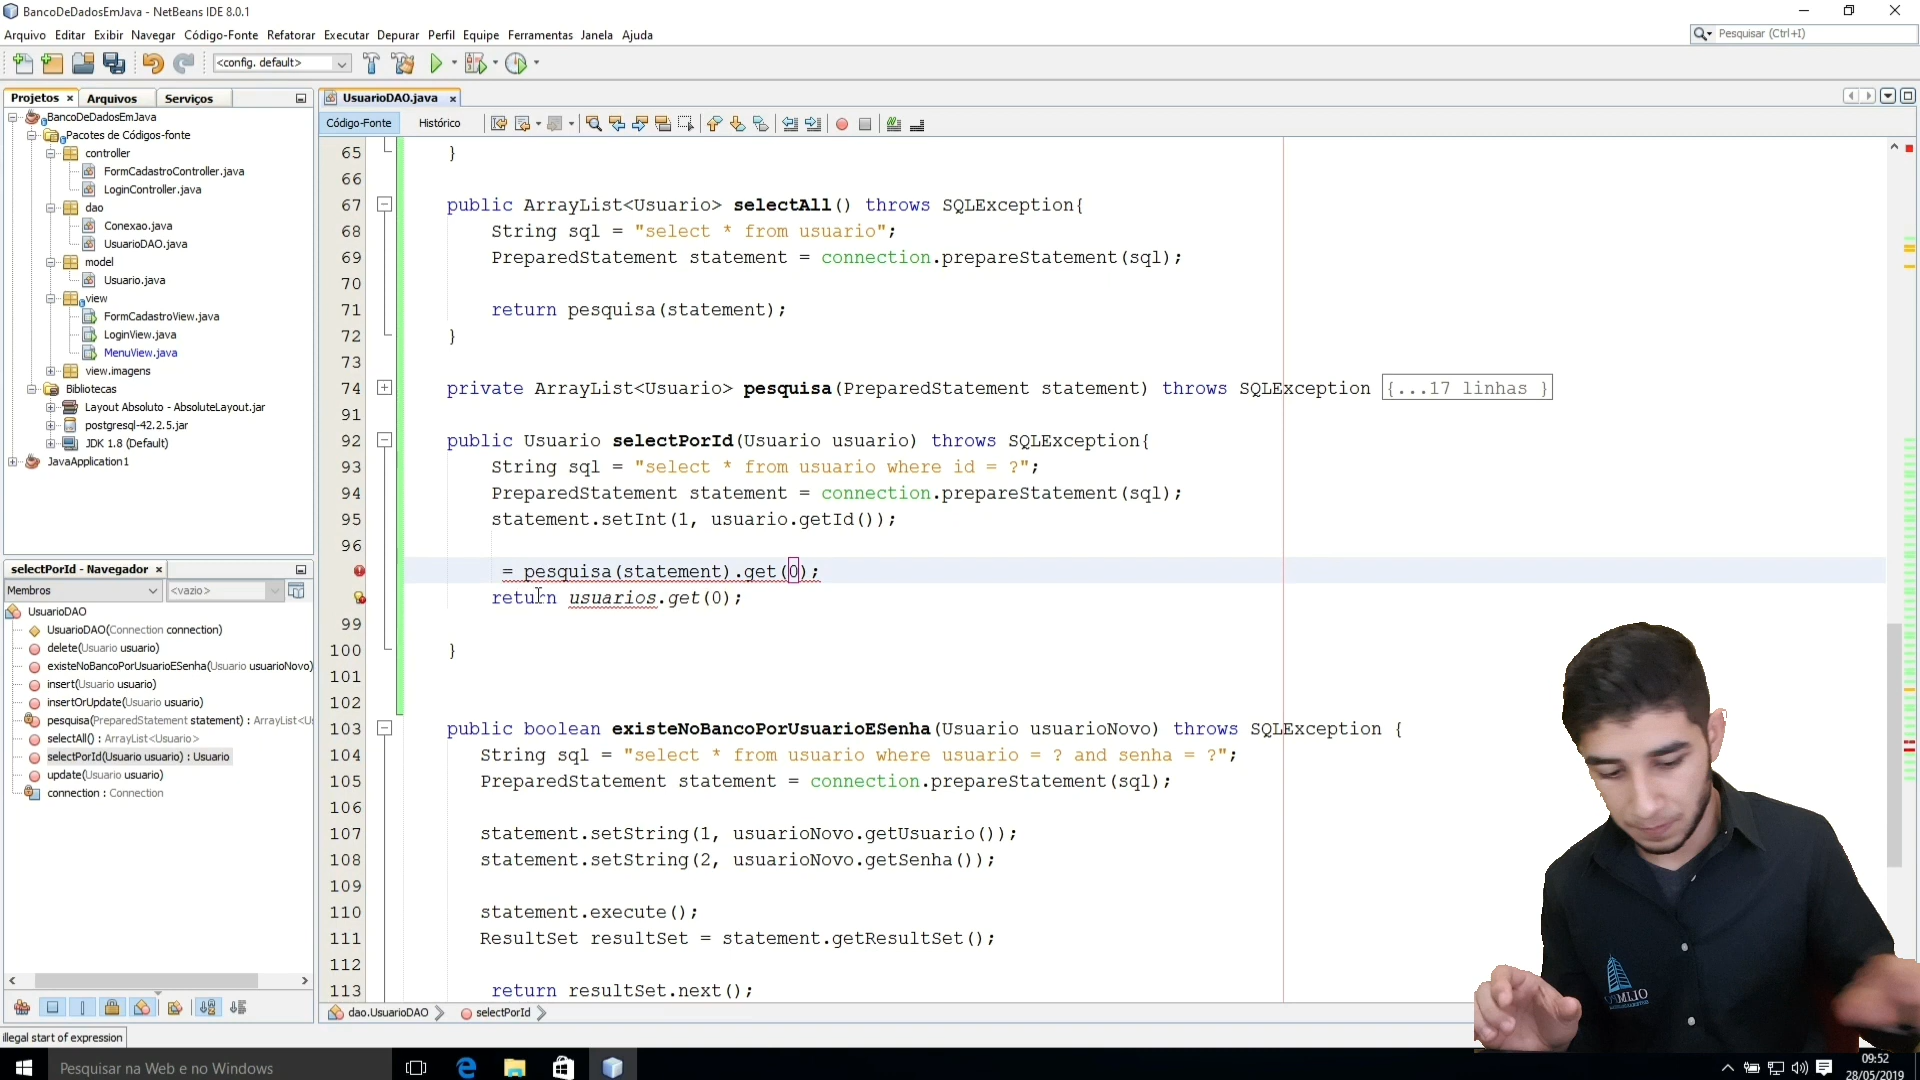 BancoDeDadosEmJava - NetBeans IDE 8.0.1
Arquivo Editar Exibir Navegar Código-Fonte Refatorar Executar Depurar Perfil Equipe Ferramentas Janela Ajuda
Pesquisar (Ctrl+I)
<config. default>
Projetos Arquivos Serviços
UsuarioDAO.java
Código-Fonte Histórico
BancoDeDadosEmJava
Pacotes de Códigos-fonte
controller
FormCadastroController.java
LoginController.java
dao
Conexao.java
UsuarioDAO.java
model
Usuario.java
view
FormCadastroView.java
LoginView.java
MenuView.java
view.imagens
Bibliotecas
Layout Absoluto - AbsoluteLayout.jar
postgresql-42.2.5.jar
JDK 1.8 (Default)
JavaApplication1
selectPorId - Navegador
Membros <vazio>
UsuarioDAO
UsuarioDAO(Connection connection)
delete(Usuario usuario)
existeNoBancoPorUsuarioESenha(Usuario usuarioNovo)
insert(Usuario usuario)
insertOrUpdate(Usuario usuario)
pesquisa(PreparedStatement statement) : ArrayList<U
selectAll() : ArrayList<Usuario>
selectPorId(Usuario usuario) : Usuario
update(Usuario usuario)
connection : Connection
65 }
66
67 public ArrayList<Usuario> selectAll() throws SQLException{
68 String sql = "select * from usuario";
69 PreparedStatement statement = connection.prepareStatement(sql);
70
71 return pesquisa(statement);
72 }
73
74 private ArrayList<Usuario> pesquisa(PreparedStatement statement) throws SQLException {...17 linhas }
91
92 public Usuario selectPorId(Usuario usuario) throws SQLException{
93 String sql = "select * from usuario where id = ?";
94 PreparedStatement statement = connection.prepareStatement(sql);
95 statement.setInt(1, usuario.getId());
96
= pesquisa(statement).get(0);
return usuarios.get(0);
99
100 }
101
102
103 public boolean existeNoBancoPorUsuarioESenha(Usuario usuarioNovo) throws SQLException {
104 String sql = "select * from usuario where usuario = ? and senha = ?";
105 PreparedStatement statement = connection.prepareStatement(sql);
106
107 statement.setString(1, usuarioNovo.getUsuario());
108 statement.setString(2, usuarioNovo.getSenha());
109
110 statement.execute();
111 ResultSet resultSet = statement.getResultSet();
112
113 return resultSet.next();
dao.UsuarioDAO selectPorId
illegal start of expression
Pesquisar na Web e no Windows
09:52
28/05/2019